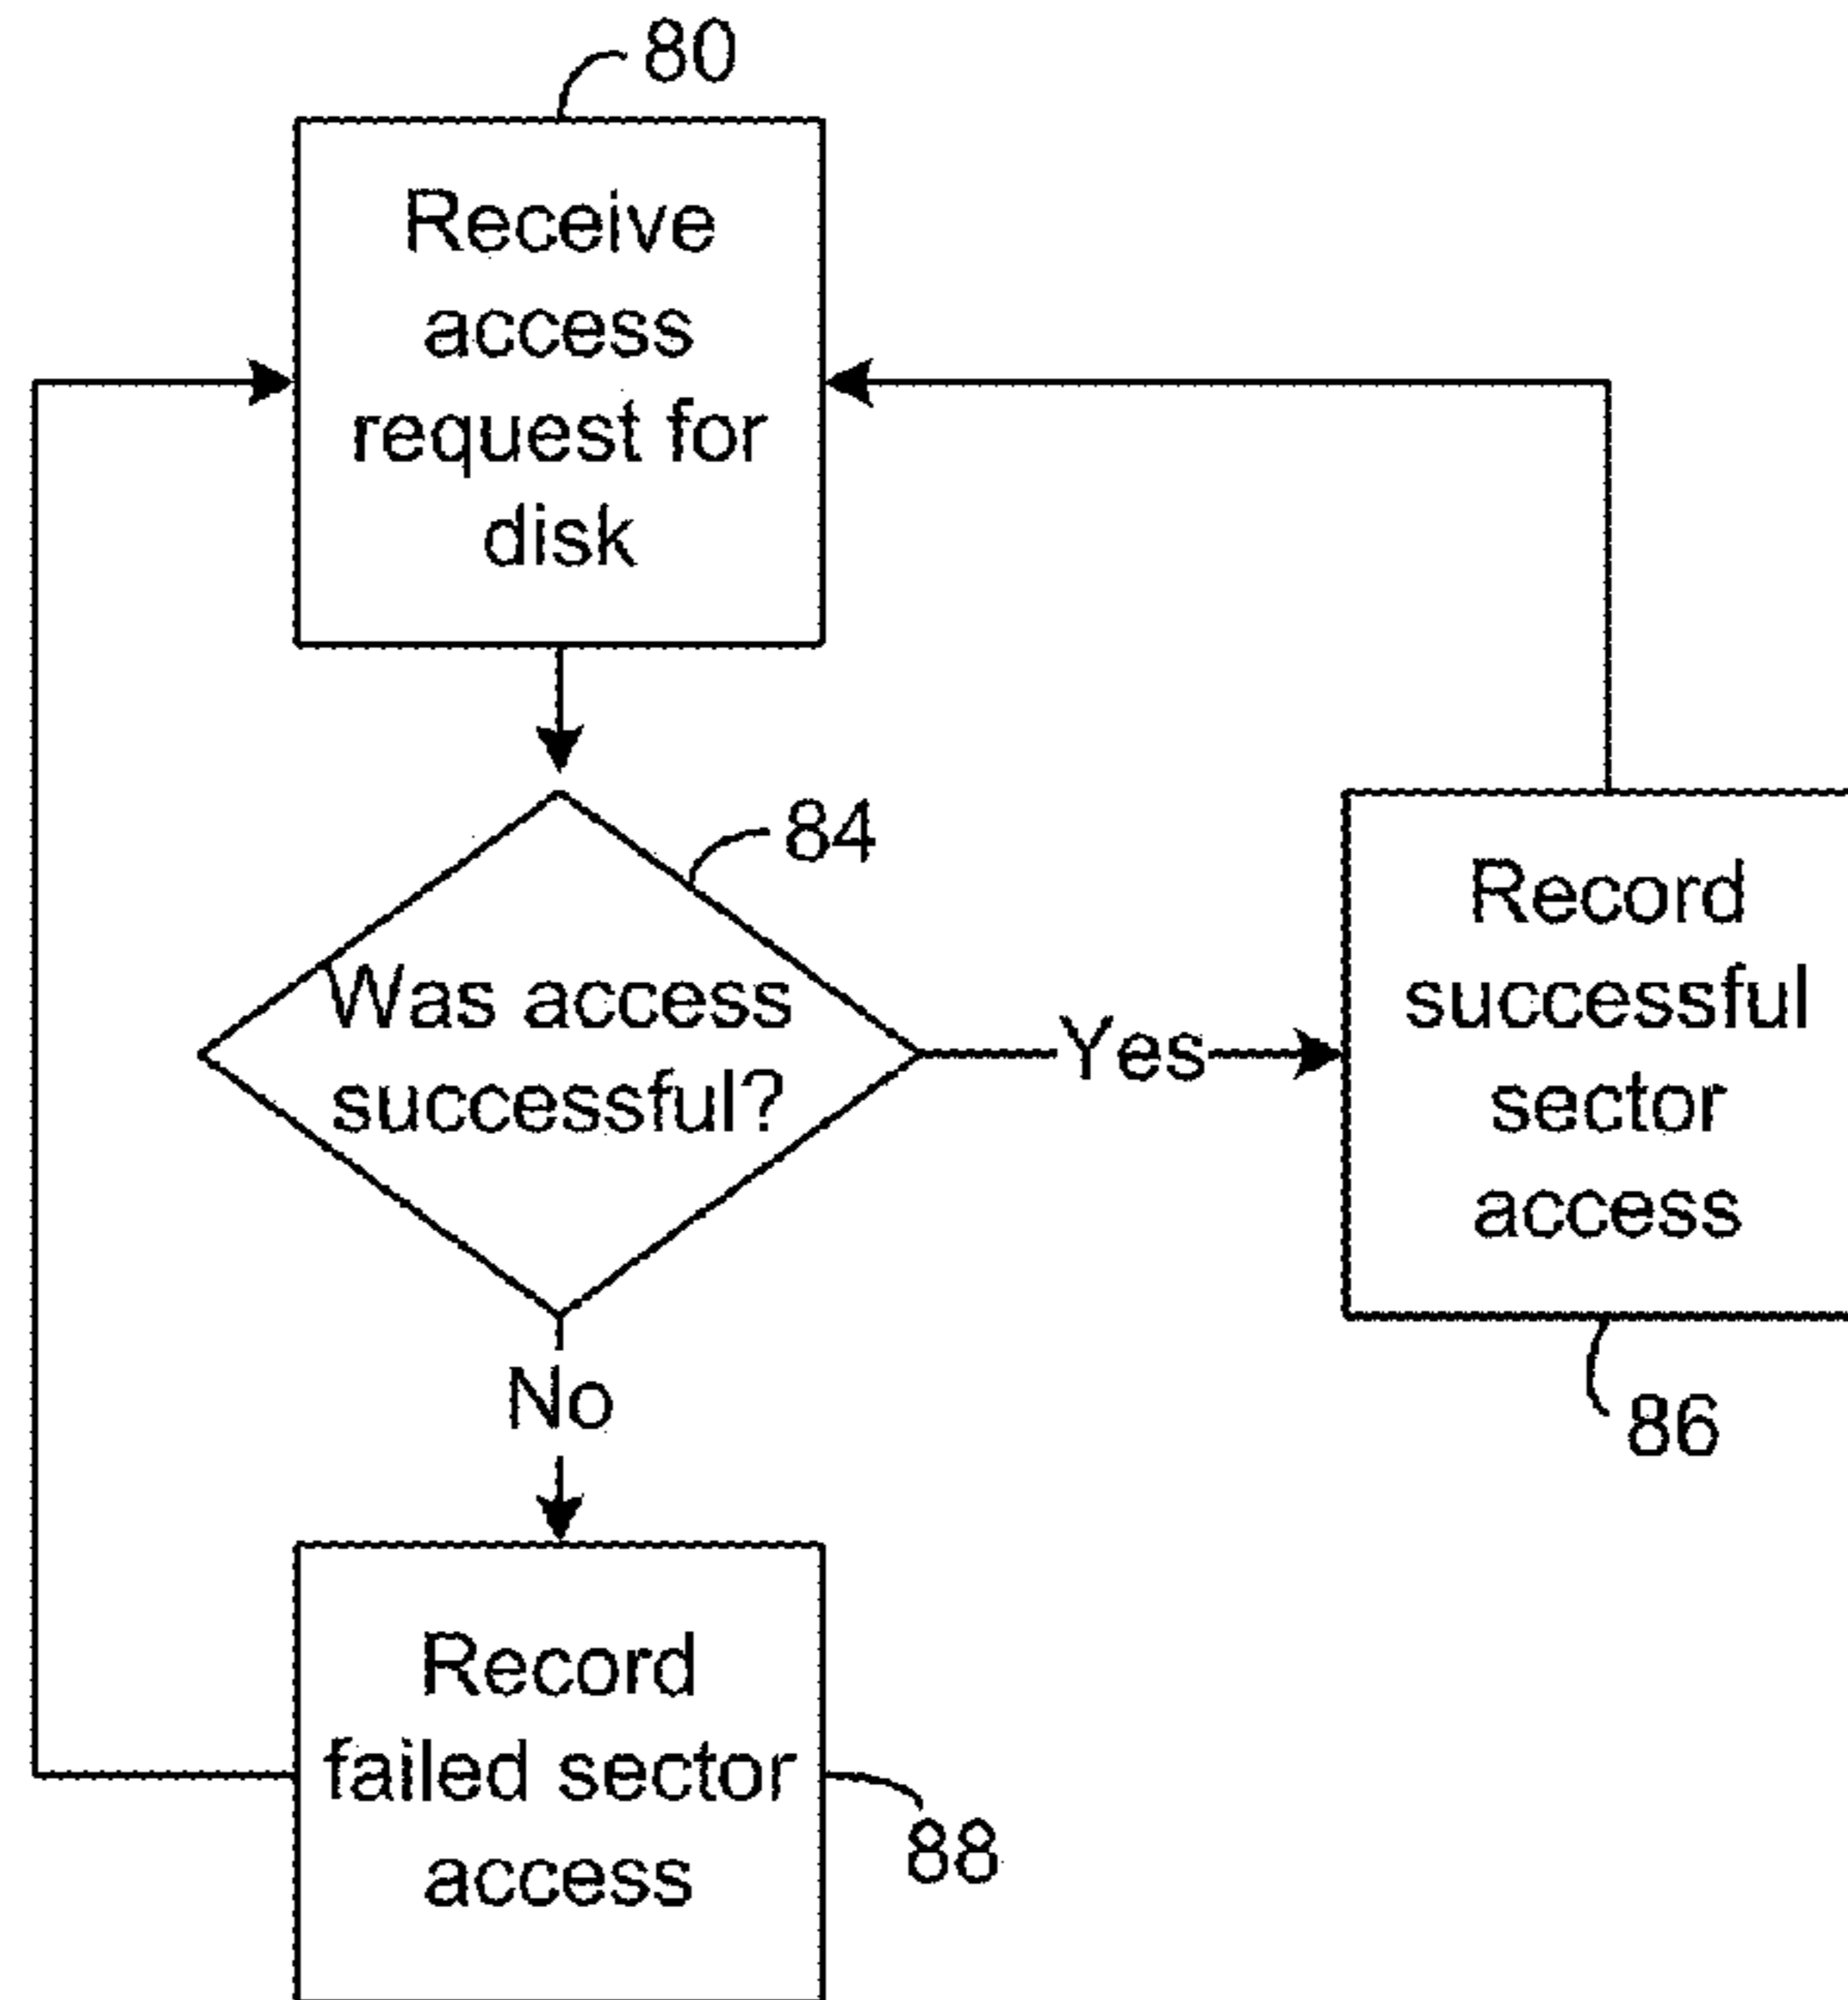 80
Receive
access
request for
disk
84
Was access
successful?
Yes
Record
successful
sector
access
86
No
Record
failed sector
access
88